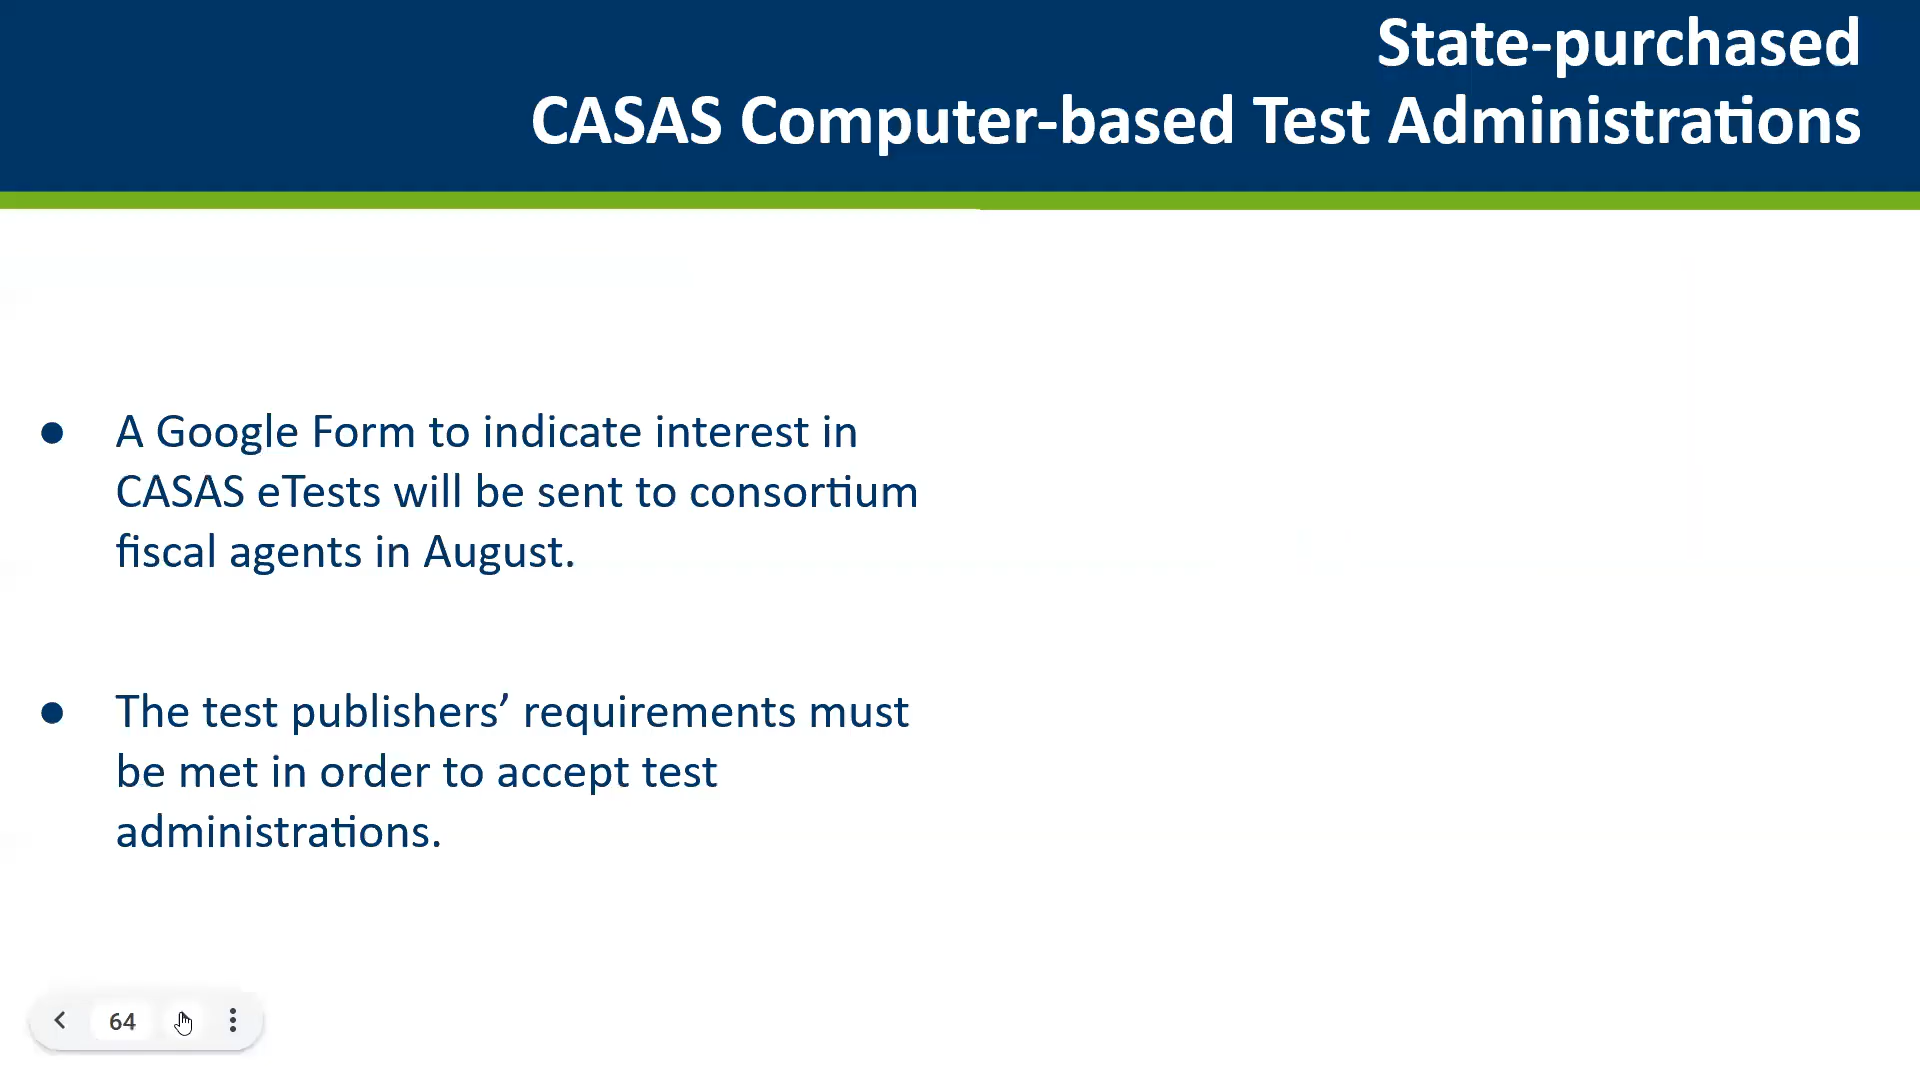 State-purchased
CASAS Computer-based Test Administrations
● A Google Form to indicate interest in
CASAS eTests will be sent to consortium
fiscal agents in August.
● The test publishers’ requirements must
be met in order to accept test
administrations.
64